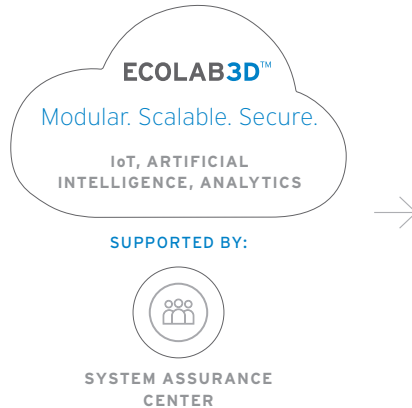 ECOLAB3D™
Modular. Scalable. Secure.
IoT, ARTIFICIAL
INTELLIGENCE, ANALYTICS
SUPPORTED BY:
SYSTEM ASSURANCE
CENTER